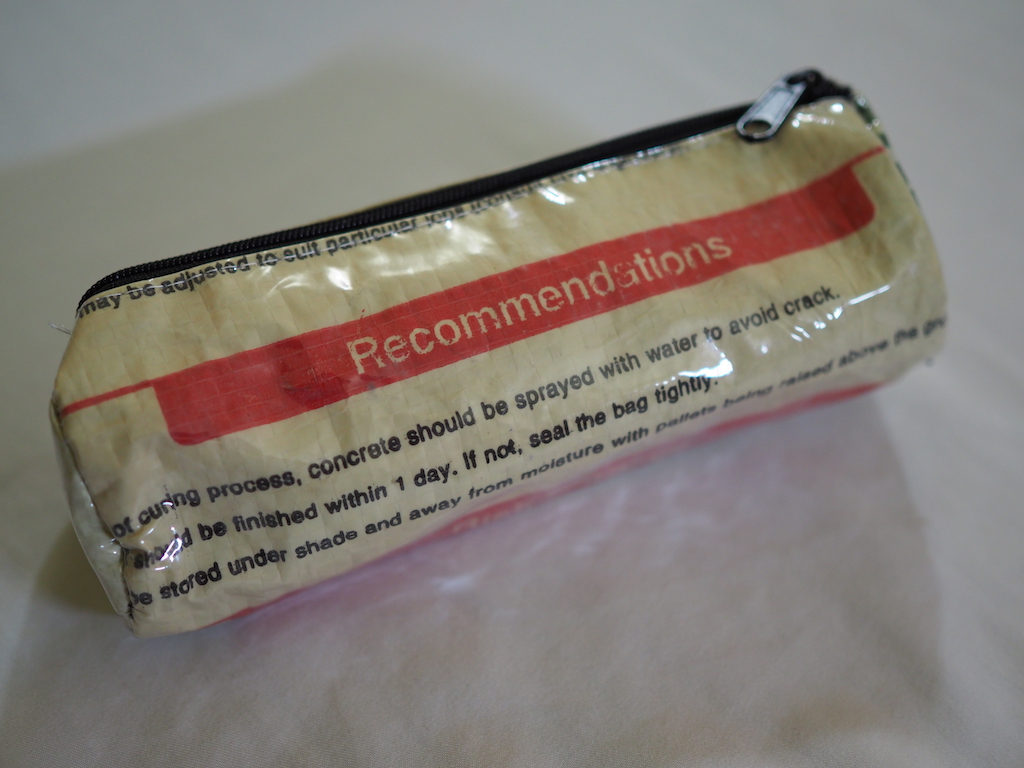 may be adjusted to suit particular
Recommendations
of curing process, concrete should be sprayed with water to avoid crack.
should be finished within 1 day. If not, seal the bag tightly.
be stored under shade and away from moisture with pallets being raised above the